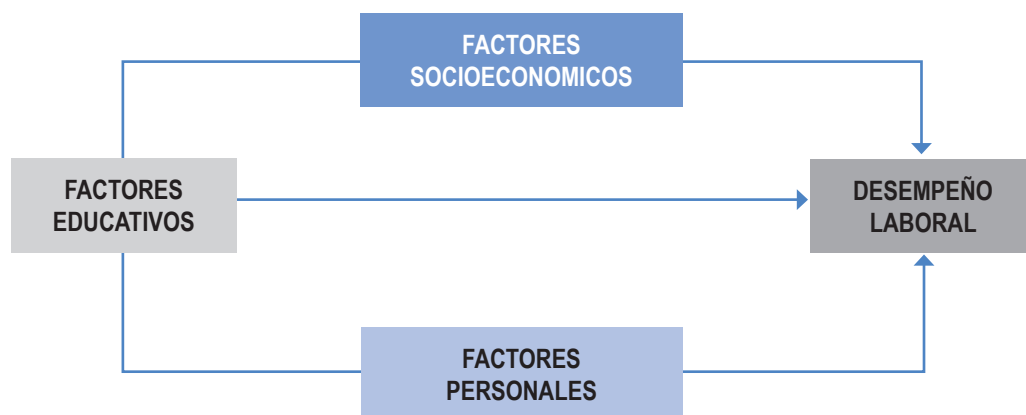 FACTORES
SOCIOECONOMICOS
FACTORES
EDUCATIVOS
DESEMPEÑO
LABORAL
FACTORES
PERSONALES